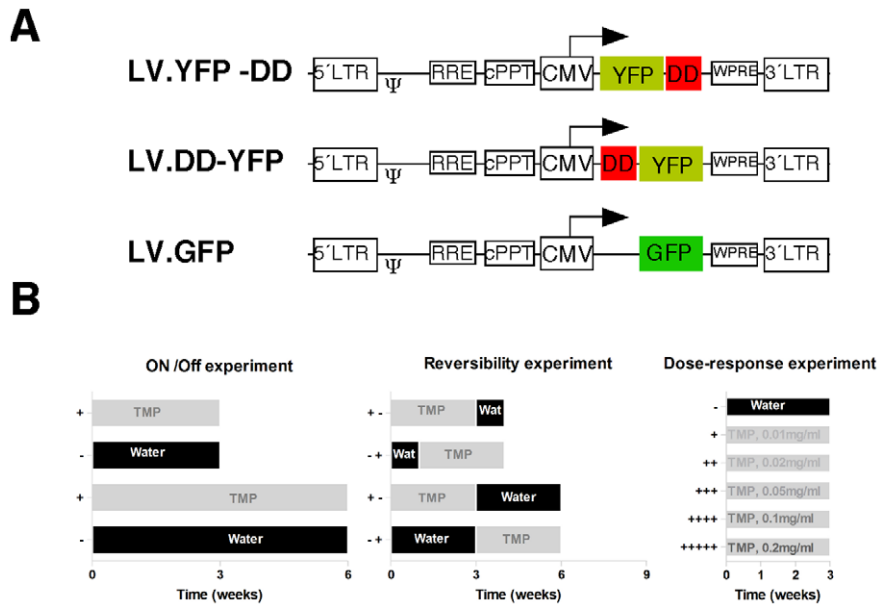 A
LV.YFP -DD
5´LTR Ψ RRE cPPT CMV YFP DD WPRE 3´LTR
LV.DD-YFP
5´LTR Ψ RRE cPPT CMV DD YFP WPRE 3´LTR
LV.GFP
5´LTR Ψ RRE cPPT CMV GFP WPRE 3´LTR
B
ON /Off experiment
+ TMP
- Water
+ TMP
- Water
0 3 6
Time (weeks)
Reversibility experiment
+ - TMP Wat
- + Wat TMP
+ - TMP Water
- + Water TMP
0 3 6 9
Time (weeks)
Dose-response experiment
- Water
+ TMP, 0.01mg/ml
++ TMP, 0.02mg/ml
+++ TMP, 0.05mg/ml
++++ TMP, 0.1mg/ml
+++++ TMP, 0.2mg/ml
0 1 2 3
Time (weeks)